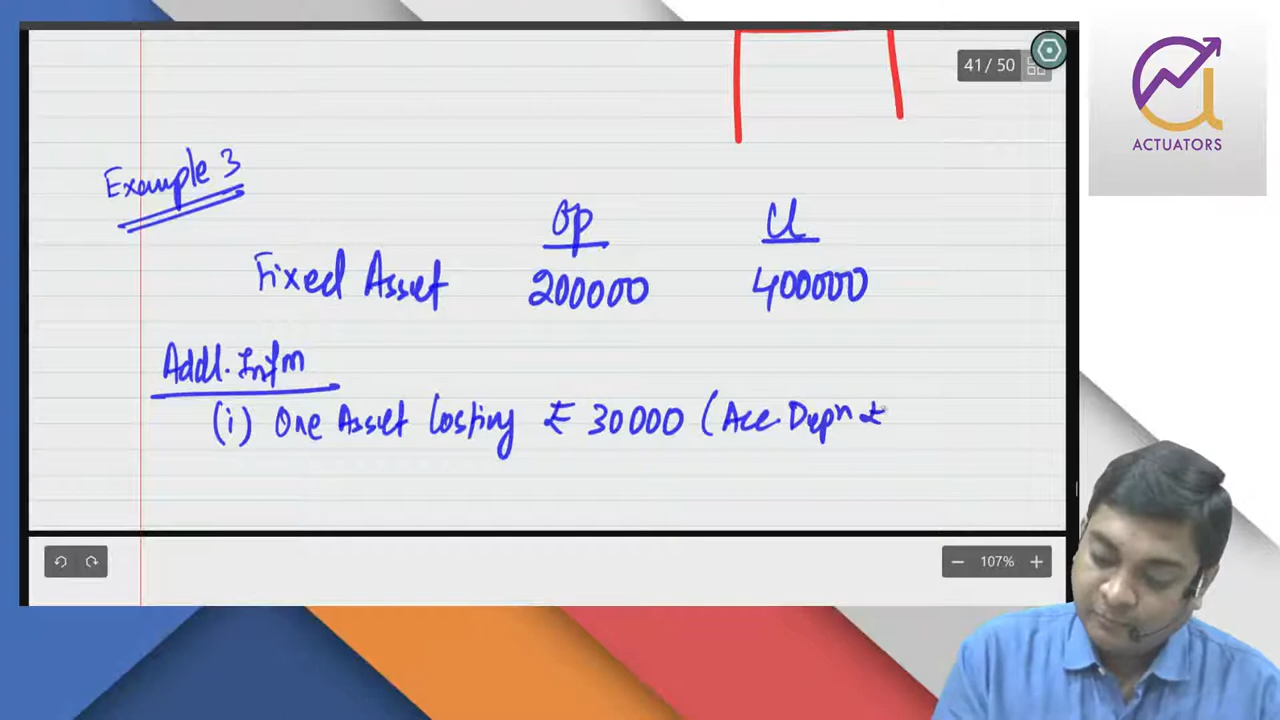 41 / 50
ACTUATORS
Example 3
Op Cl
Fixed Asset 200000 400000
Addl. Infm
(i) One Asset Costing ₹ 30000 (Acc. Depn ₹
107%